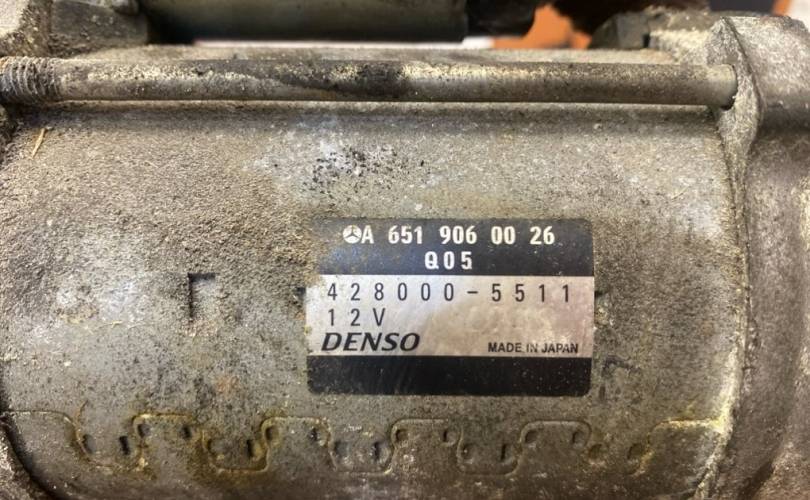 A 651 906 00 26
Q05
428000-5511
12V
DENSO
MADE IN JAPAN